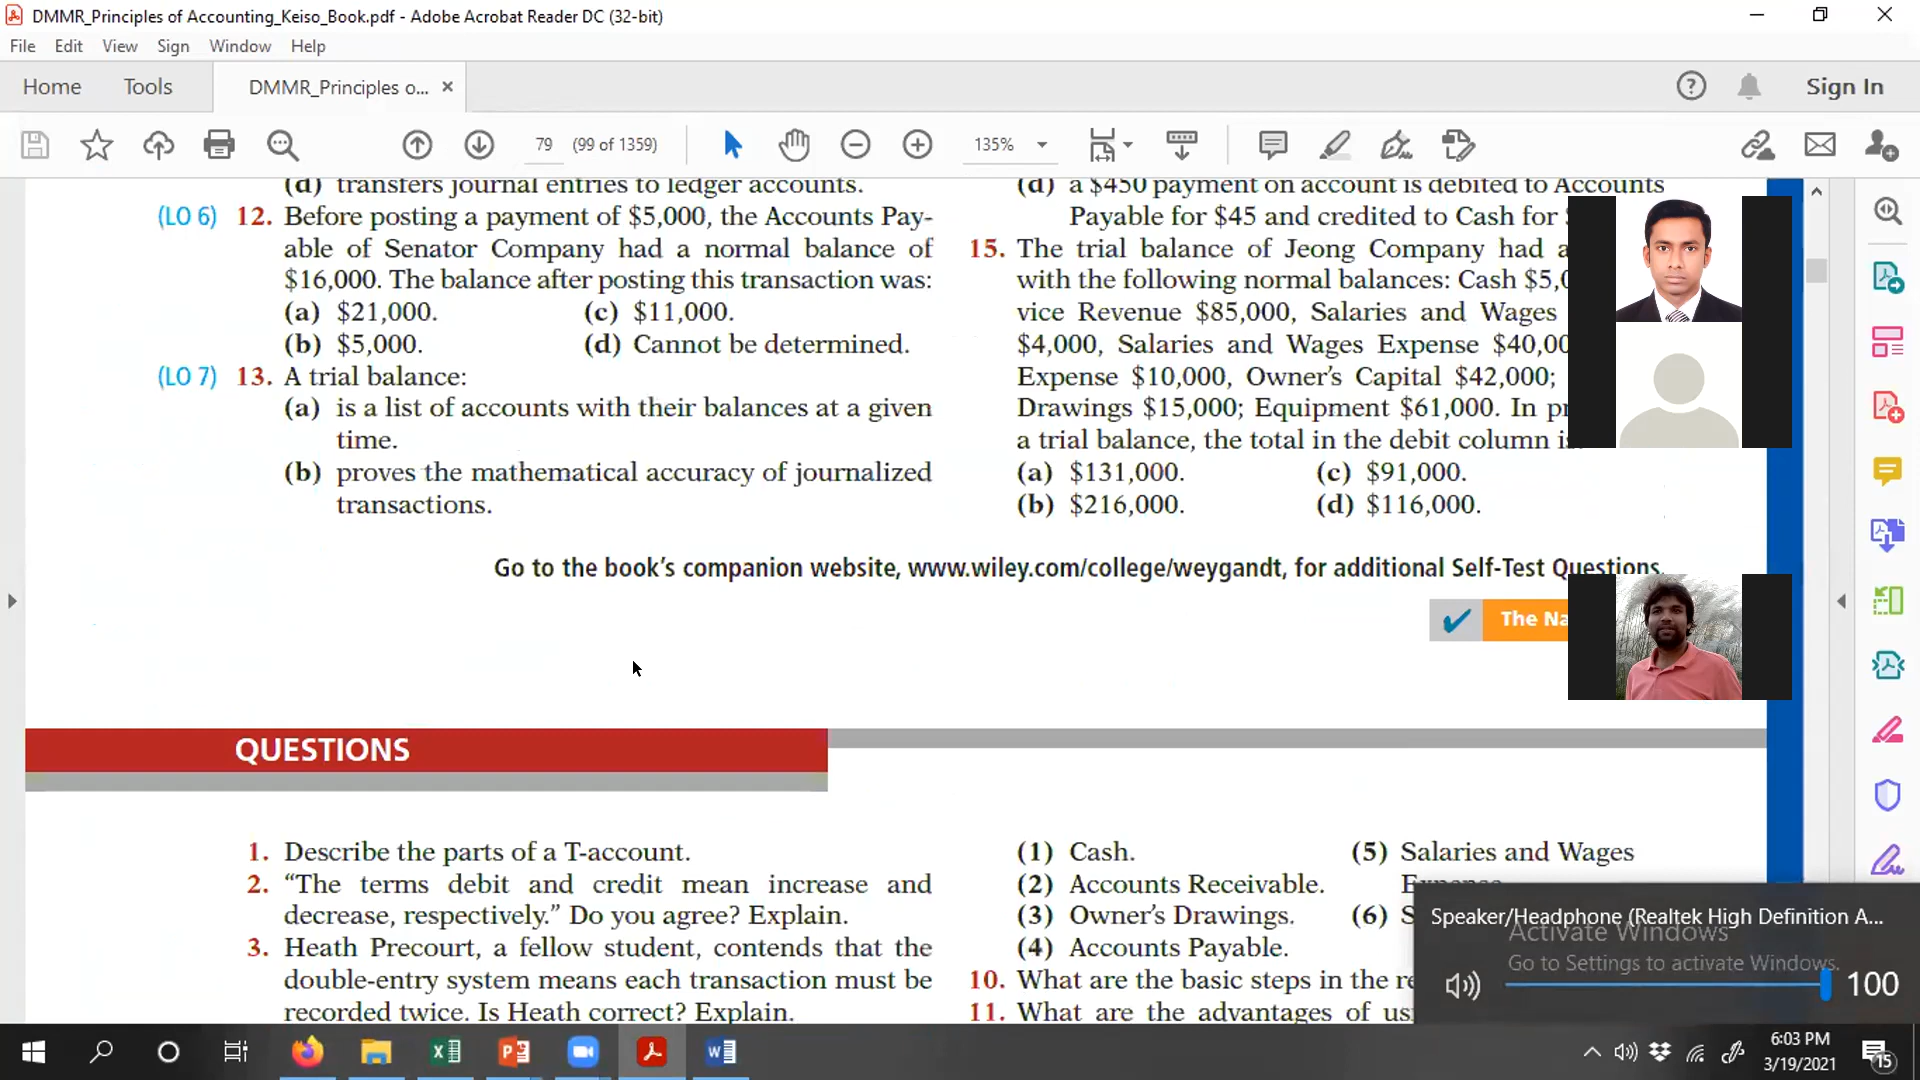 DMMR_Principles of Accounting_Keiso_Book.pdf - Adobe Acrobat Reader DC (32-bit)
File Edit View Sign Window Help
Home Tools DMMR_Principles o... × Sign In
79 (99 of 1359) 135%
(d) transfers journal entries to ledger accounts.
(LO 6) 12. Before posting a payment of $5,000, the Accounts Pay-
able of Senator Company had a normal balance of
$16,000. The balance after posting this transaction was:
(a) $21,000. (c) $11,000.
(b) $5,000. (d) Cannot be determined.
(LO 7) 13. A trial balance:
(a) is a list of accounts with their balances at a given
time.
(b) proves the mathematical accuracy of journalized
transactions.
(d) a $450 payment on account is debited to Accounts
Payable for $45 and credited to Cash for
15. The trial balance of Jeong Company had a
with the following normal balances: Cash $5,0
vice Revenue $85,000, Salaries and Wages
$4,000, Salaries and Wages Expense $40,00
Expense $10,000, Owner's Capital $42,000;
Drawings $15,000; Equipment $61,000. In pr
a trial balance, the total in the debit column is
(a) $131,000. (c) $91,000.
(b) $216,000. (d) $116,000.
Go to the book's companion website, www.wiley.com/college/weygandt, for additional Self-Test Questions.
The Na
QUESTIONS
1. Describe the parts of a T-account.
2. “The terms debit and credit mean increase and
decrease, respectively.” Do you agree? Explain.
3. Heath Precourt, a fellow student, contends that the
double-entry system means each transaction must be
recorded twice. Is Heath correct? Explain.
(1) Cash. (5) Salaries and Wages
(2) Accounts Receivable. Expense
(3) Owner's Drawings. (6) S
(4) Accounts Payable.
10. What are the basic steps in the re
11. What are the advantages of us
Speaker/Headphone (Realtek High Definition A...
Activate Windows
Go to Settings to activate Windows.
100
6:03 PM
3/19/2021
15